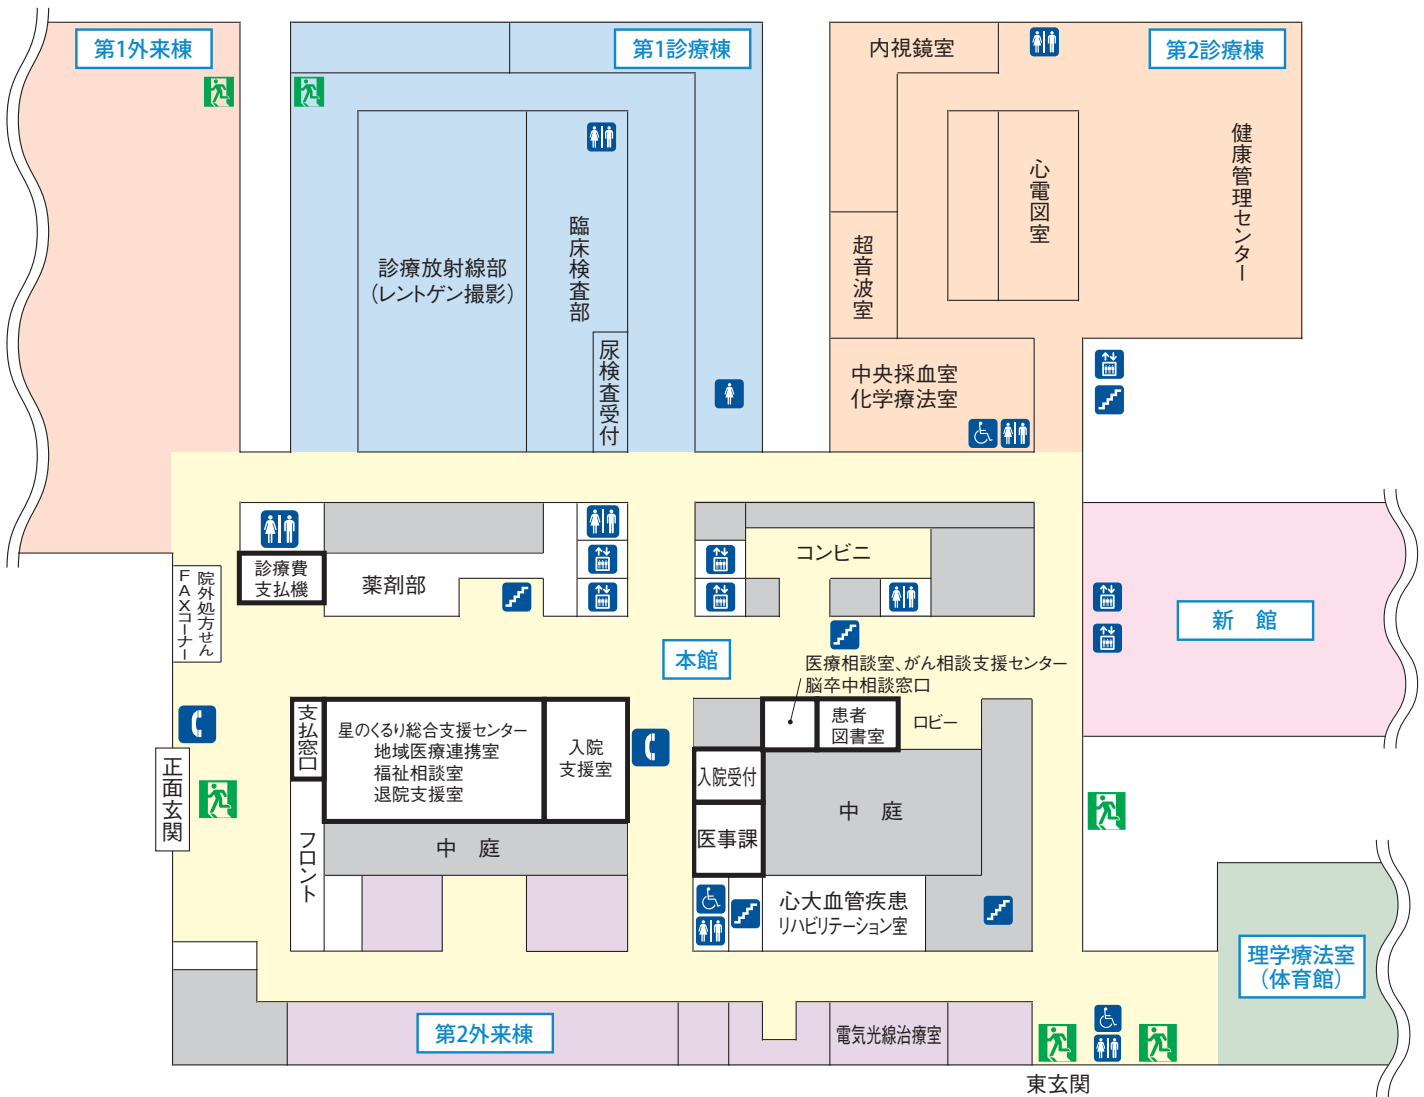 第1外来棟
第1診療棟
第2診療棟
内視鏡室
健康管理センター
心電図室
超音波室
臨床検査部
診療放射線部
（レントゲン撮影）
尿検査受付
中央採血室
化学療法室
コンビニ
診療費
支払機
薬剤部
院外処方せん
FAXコーナー
新　館
本館
医療相談室、がん相談支援センター
脳卒中相談窓口
支払窓口
星のくるり総合支援センター
地域医療連携室
福祉相談室
退院支援室
入院
支援室
患者
図書室
ロビー
入院受付
正面玄関
中　庭
医事課
フロント
中　庭
心大血管疾患
リハビリテーション室
理学療法室
（体育館）
第2外来棟
電気光線治療室
東玄関